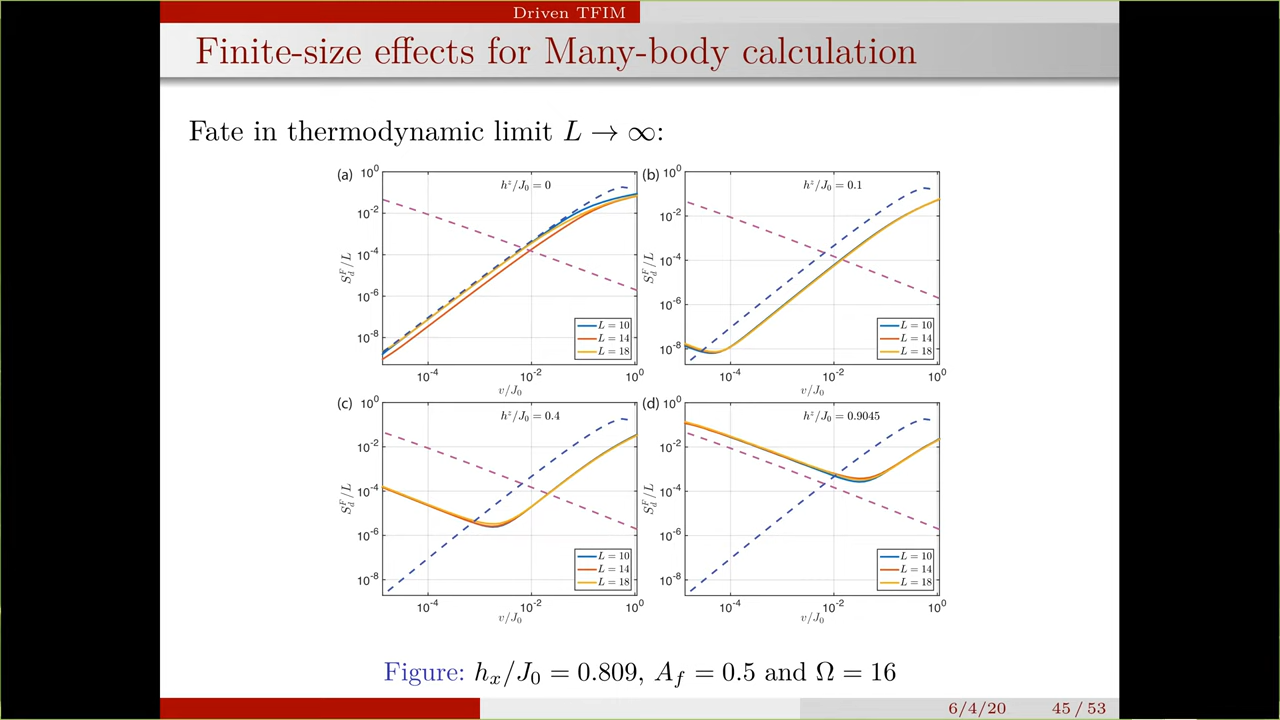 Driven TFIM
Finite-size effects for Many-body calculation
Fate in thermodynamic limit L → ∞:
(a)
h^z/J_0 = 0
S_d^F/L
10^0
10^-2
10^-4
10^-6
10^-8
10^-4
10^-2
10^0
v/J_0
L = 10
L = 14
L = 18
(b)
h^z/J_0 = 0.1
S_d^F/L
10^0
10^-2
10^-4
10^-6
10^-8
10^-4
10^-2
10^0
v/J_0
L = 10
L = 14
L = 18
(c)
h^z/J_0 = 0.4
S_d^F/L
10^0
10^-2
10^-4
10^-6
10^-8
10^-4
10^-2
10^0
v/J_0
L = 10
L = 14
L = 18
(d)
h^z/J_0 = 0.9045
S_d^F/L
10^0
10^-2
10^-4
10^-6
10^-8
10^-4
10^-2
10^0
v/J_0
L = 10
L = 14
L = 18
Figure: h_x/J_0 = 0.809, A_f = 0.5 and Ω = 16
6/4/20 45 / 53